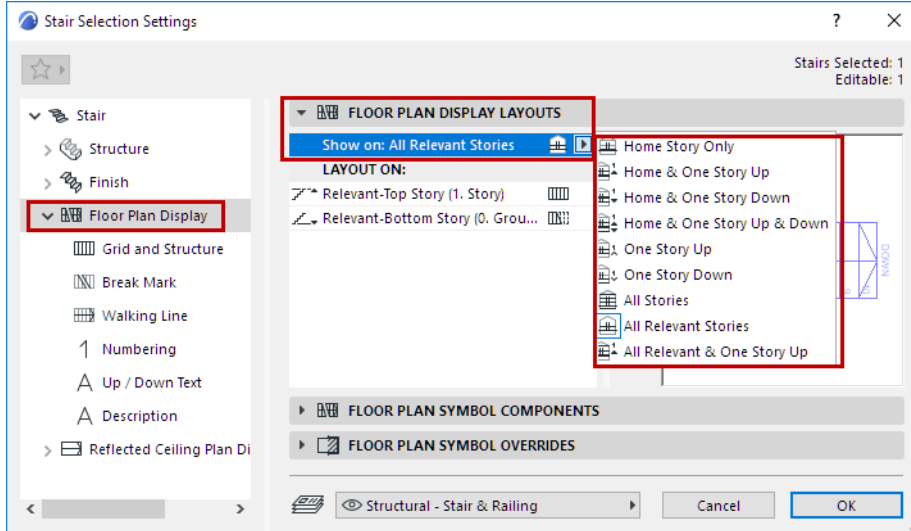 Stair Selection Settings
?
Stairs Selected: 1
Editable: 1
Stair
Structure
Finish
Floor Plan Display
Grid and Structure
Break Mark
Walking Line
1 Numbering
A Up / Down Text
A Description
Reflected Ceiling Plan Di
FLOOR PLAN DISPLAY LAYOUTS
Show on: All Relevant Stories
LAYOUT ON:
Relevant-Top Story (1. Story)
Relevant-Bottom Story (0. Grou...
Home Story Only
Home & One Story Up
Home & One Story Down
Home & One Story Up & Down
One Story Up
One Story Down
All Stories
All Relevant Stories
All Relevant & One Story Up
DOWN
FLOOR PLAN SYMBOL COMPONENTS
FLOOR PLAN SYMBOL OVERRIDES
Structural - Stair & Railing
Cancel
OK